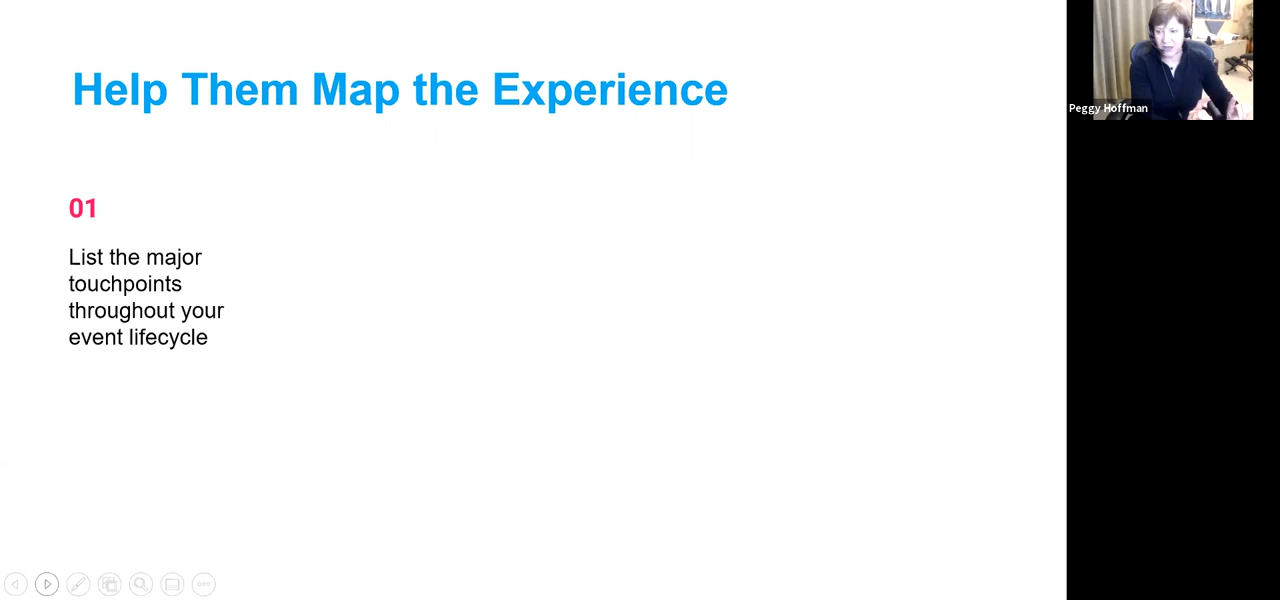 Help Them Map the Experience
Peggy Hoffman
01
List the major
touchpoints
throughout your
event lifecycle